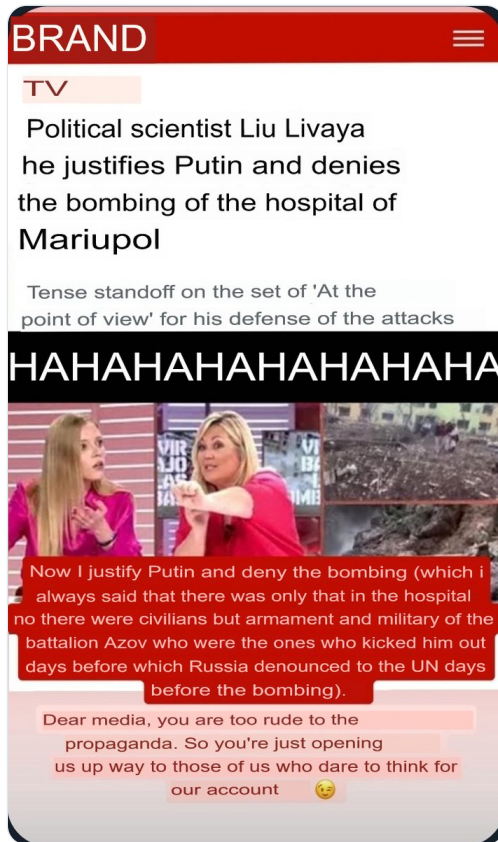 BRAND
TV
Political scientist Liu Livaya
he justifies Putin and denies
the bombing of the hospital of
Mariupol
Tense standoff on the set of 'At the
point of view' for his defense of the attacks
HAHAHAHAHAHAHAHA
Now I justify Putin and deny the bombing (which i
always said that there was only that in the hospital
no there were civilians but armament and military of the
battalion Azov who were the ones who kicked him out
days before which Russia denounced to the UN days
before the bombing).
Dear media, you are too rude to the
propaganda. So you're just opening
us up way to those of us who dare to think for
our account 😉